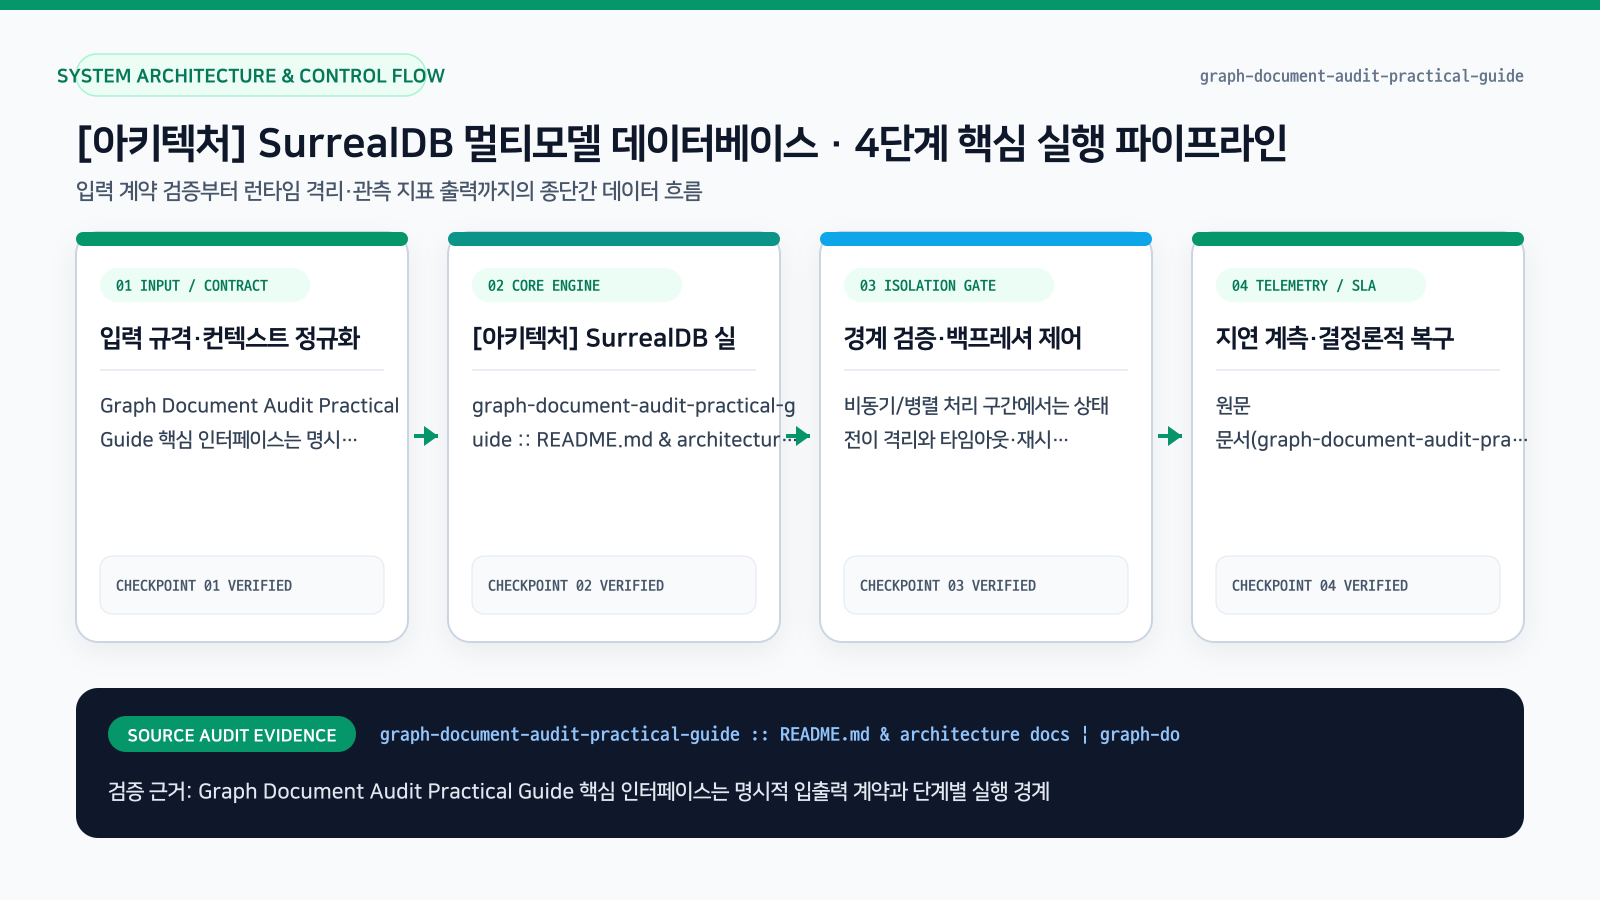 SYSTEM ARCHITECTURE & CONTROL FLOW
graph-document-audit-practical-guide
[아키텍처] SurrealDB 멀티모델 데이터베이스 · 4단계 핵심 실행 파이프라인
입력 계약 검증부터 런타임 격리·관측 지표 출력까지의 종단간 데이터 흐름
01 INPUT / CONTRACT
입력 규격·컨텍스트 정규화
Graph Document Audit Practical
Guide 핵심 인터페이스는 명시…
CHECKPOINT 01 VERIFIED
02 CORE ENGINE
[아키텍처] SurrealDB 실
graph-document-audit-practical-g
uide :: README.md & architectur…
CHECKPOINT 02 VERIFIED
03 ISOLATION GATE
경계 검증·백프레셔 제어
비동기/병렬 처리 구간에서는 상태
전이 격리와 타임아웃·재시…
CHECKPOINT 03 VERIFIED
04 TELEMETRY / SLA
지연 계측·결정론적 복구
원문
문서(graph-document-audit-pra…
CHECKPOINT 04 VERIFIED
SOURCE AUDIT EVIDENCE
graph-document-audit-practical-guide :: README.md & architecture docs ¦ graph-do
검증 근거: Graph Document Audit Practical Guide 핵심 인터페이스는 명시적 입출력 계약과 단계별 실행 경계